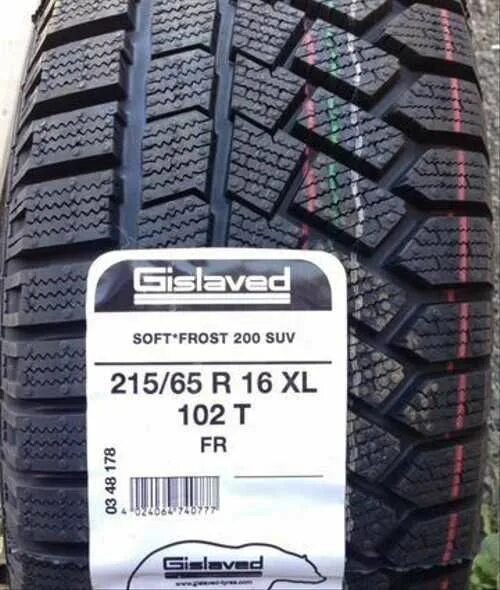 Gislaved
SOFT*FROST 200 SUV
215/65 R 16 XL
102 T
FR
03 48 178
4 024064 740777
Gislaved
www.gislaved-tyres.com